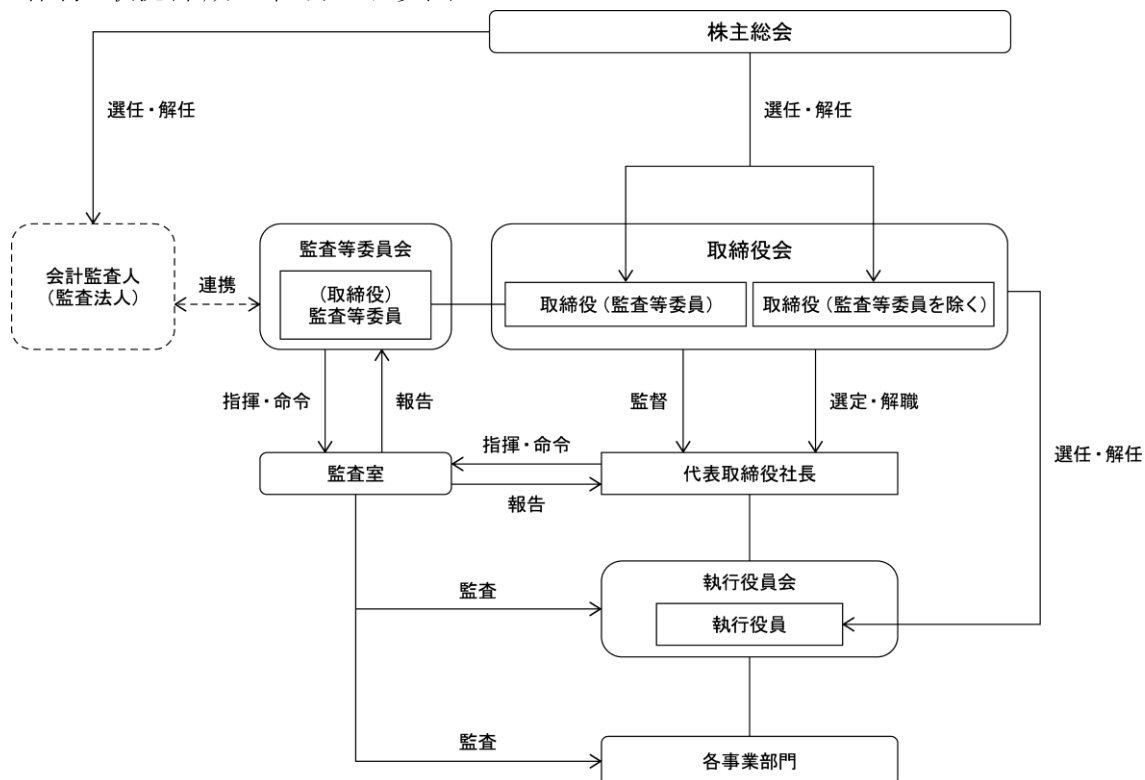 株主総会
選任・解任
選任・解任
監査等委員会
取締役会
会計監査人
(監査法人)
連携
(取締役)
監査等委員
取締役(監査等委員)
取締役(監査等委員を除く)
指揮・命令
報告
監督
選定・解職
選任・解任
指揮・命令
監査室
代表取締役社長
報告
執行役員会
監査
執行役員
監査
各事業部門